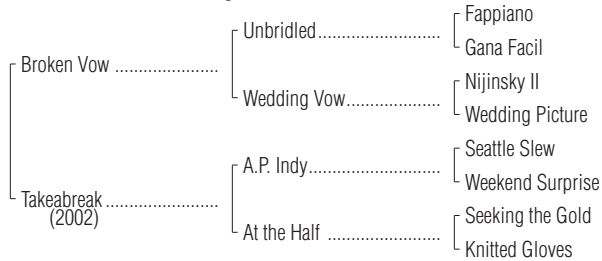 Fappiano
Unbridled
Gana Facil
Broken Vow
Nijinsky II
Wedding Vow
Wedding Picture
Seattle Slew
A.P. Indy
Weekend Surprise
Takeabreak
(2002)
Seeking the Gold
At the Half
Knitted Gloves